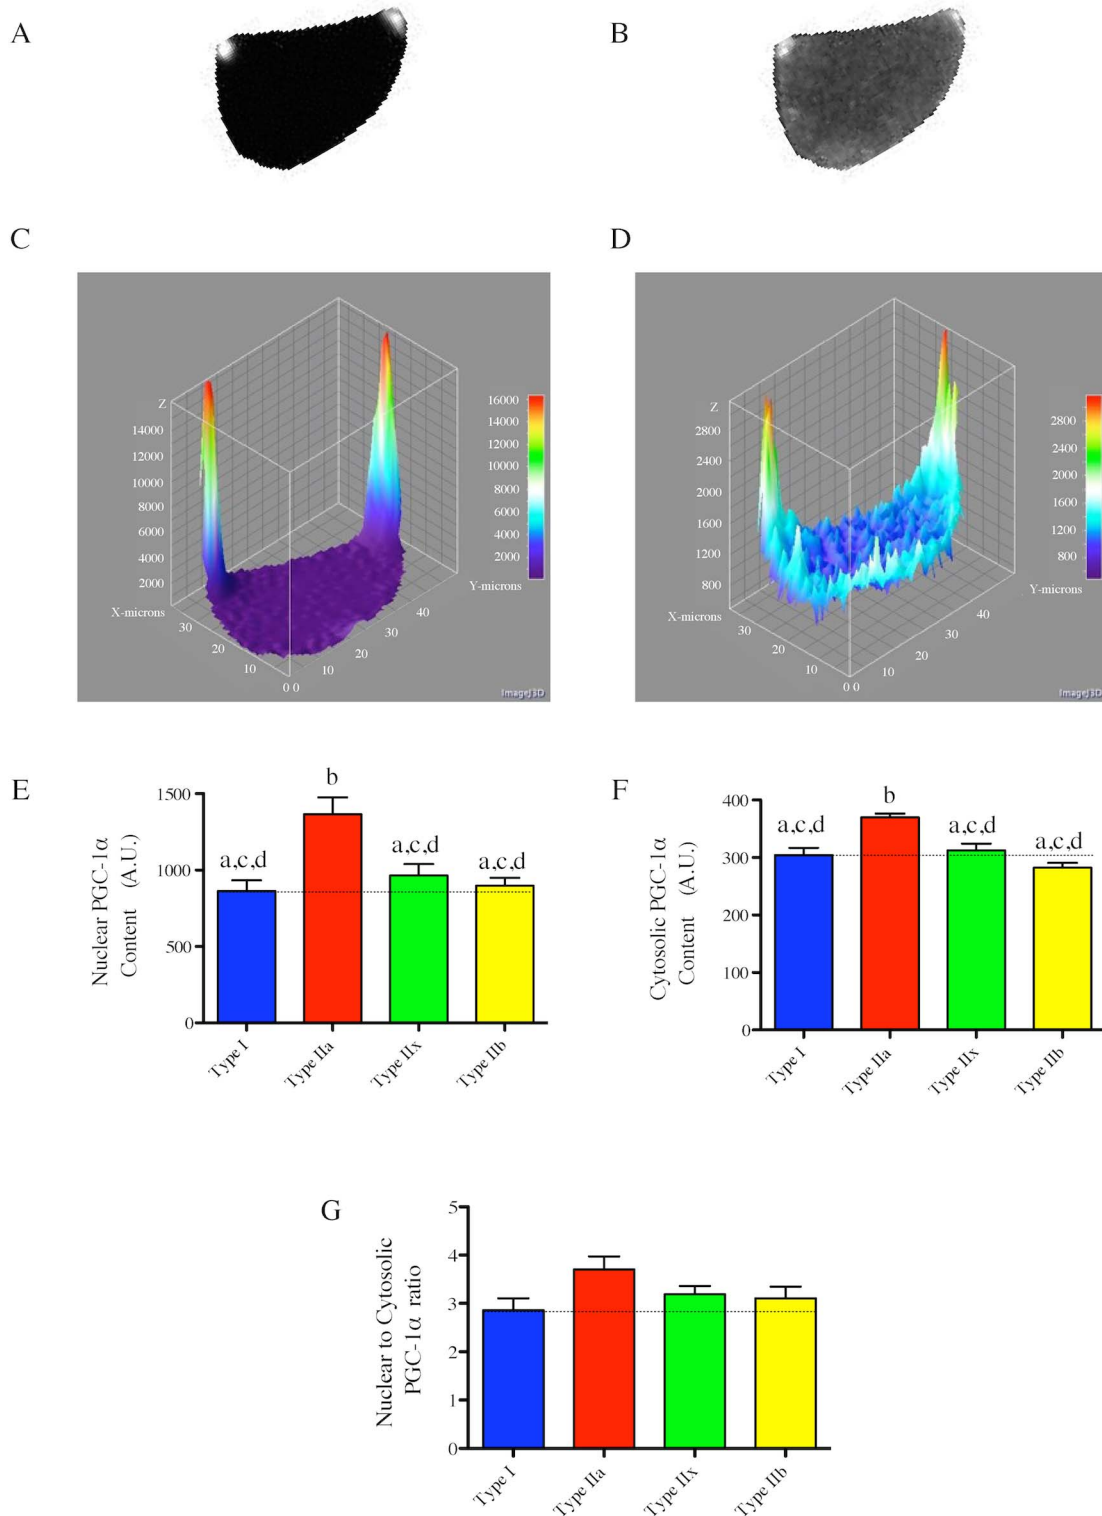 A
B
C
D
Z
14000
12000
10000
8000
6000
4000
2000
X-microns
30
20
10
0 0
10
20
30
40
Y-microns
16000
14000
12000
10000
8000
6000
4000
2000
ImageJ3D
Z
2800
2400
2000
1600
1200
800
X-microns
30
20
10
0 0
10
20
30
40
Y-microns
2800
2400
2000
1600
1200
800
ImageJ3D
E
Nuclear PGC-1α
Content (A.U.)
1500
1000
500
0
a,c,d
b
a,c,d
a,c,d
Type I
Type IIa
Type IIx
Type IIb
F
Cytosolic PGC-1α
Content (A.U.)
400
300
200
100
0
a,c,d
b
a,c,d
a,c,d
Type I
Type IIa
Type IIx
Type IIb
G
Nuclear to Cytosolic
PGC-1α ratio
5
4
3
2
1
0
Type I
Type IIa
Type IIx
Type IIb